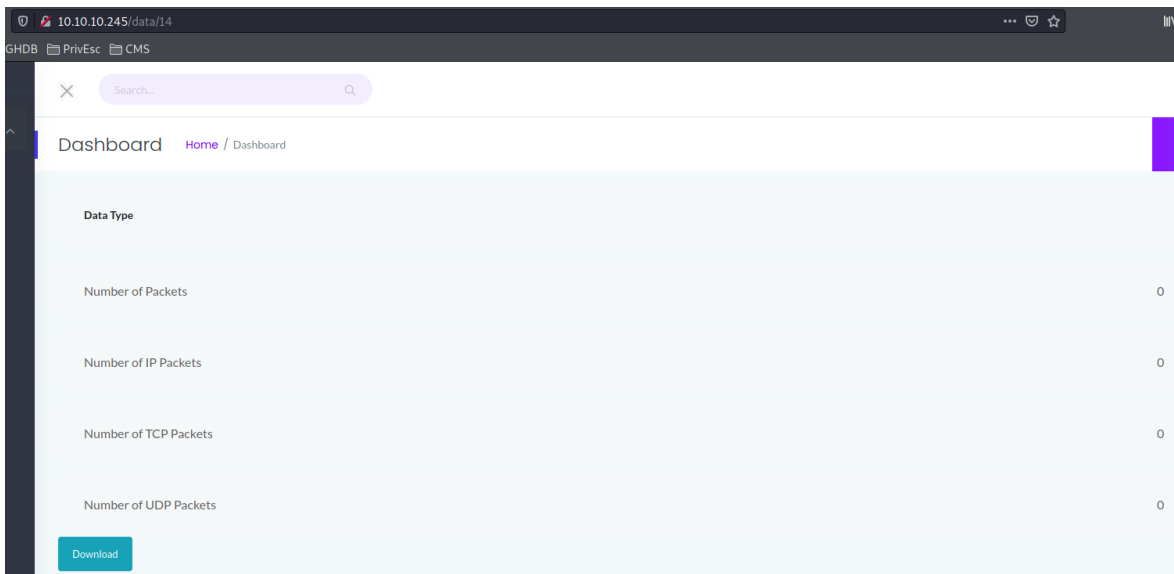 10.10.10.245/data/14
GHDB PrivEsc CMS
Search...
Dashboard Home / Dashboard
Data Type
Number of Packets 0
Number of IP Packets 0
Number of TCP Packets 0
Number of UDP Packets 0
Download